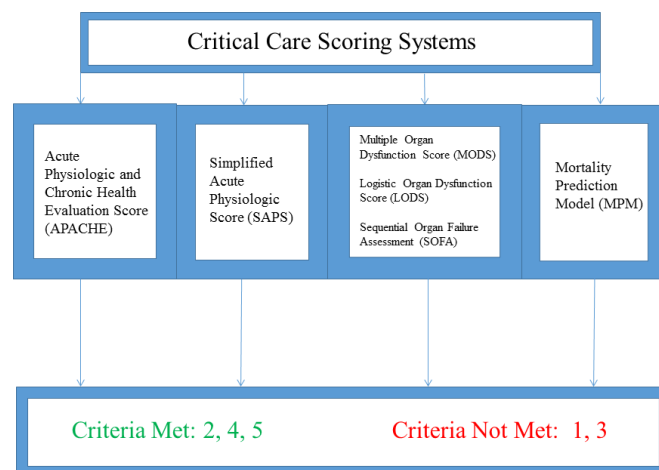 Critical Care Scoring Systems
Acute
Physiologic and
Chronic Health
Evaluation Score
(APACHE)
Simplified
Acute
Physiologic
Score (SAPS)
Multiple Organ
Dysfunction Score (MODS)
Logistic Organ Dysfunction
Score (LODS)
Sequential Organ Failure
Assessment (SOFA)
Mortality
Prediction
Model (MPM)
Criteria Met: 2, 4, 5
Criteria Not Met: 1, 3